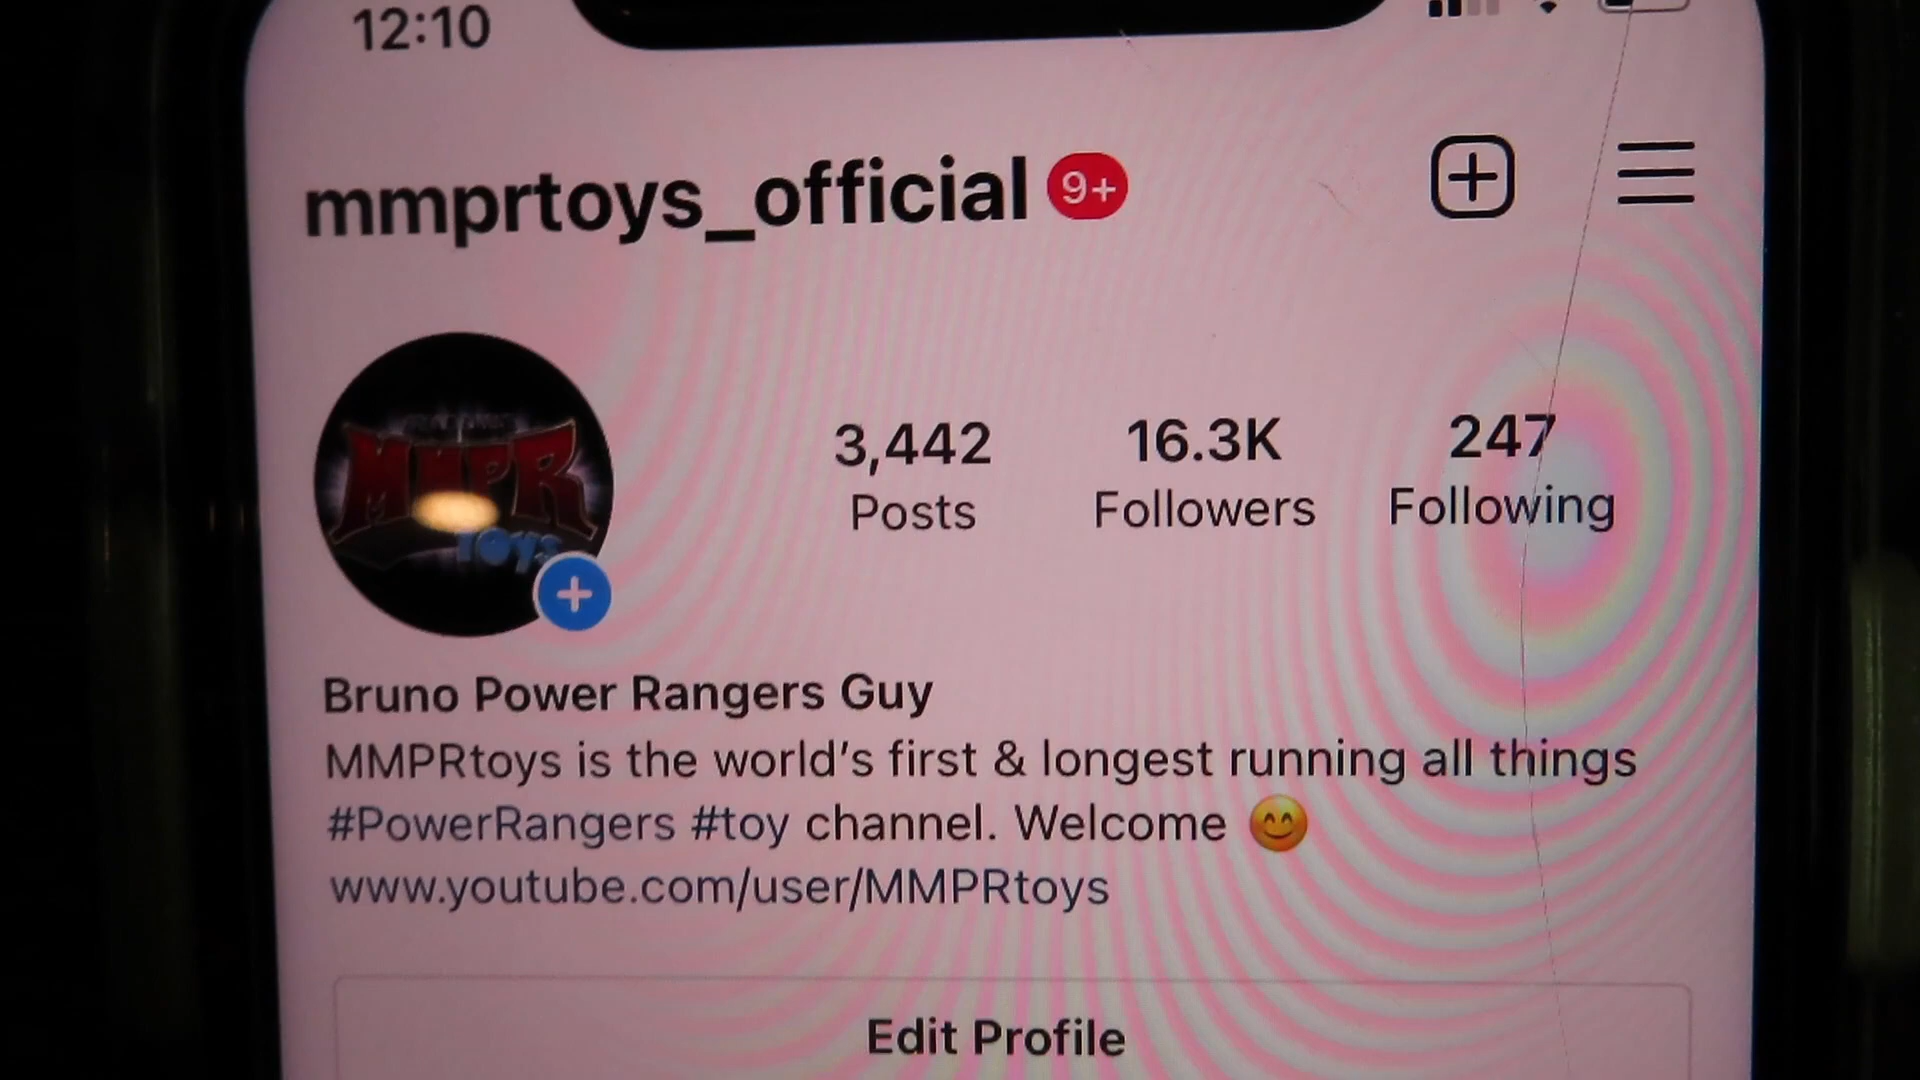 12:10
mmprtoys_official 9+
MMPR
TOYS
3,442 16.3K 247
Posts Followers Following
Bruno Power Rangers Guy
MMPRtoys is the world's first & longest running all things
#PowerRangers #toy channel. Welcome 😊
www.youtube.com/user/MMPRtoys
Edit Profile